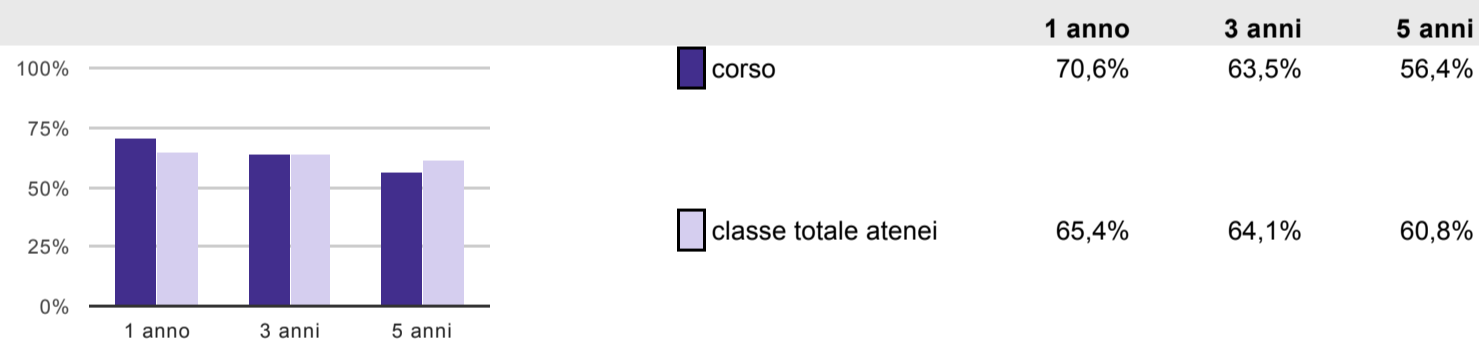 1 anno 3 anni 5 anni
100%
75%
50%
25%
0%
1 anno 3 anni 5 anni
corso 70,6% 63,5% 56,4%
classe totale atenei 65,4% 64,1% 60,8%